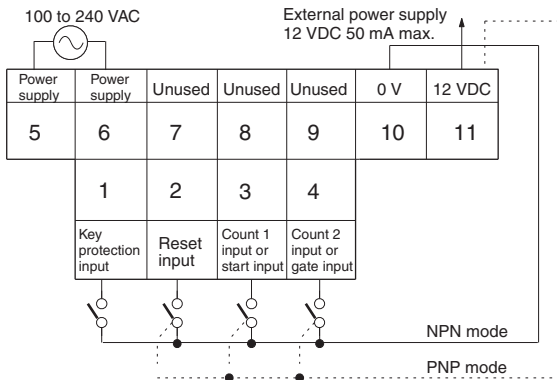 100 to 240 VAC
External power supply
12 VDC 50 mA max.
Power
supply
Power
supply
Unused
Unused
Unused
0 V
12 VDC
5
6
7
8
9
10
11
1
2
3
4
Key
protection
input
Reset
input
Count 1
input or
start input
Count 2
input or
gate input
NPN mode
PNP mode